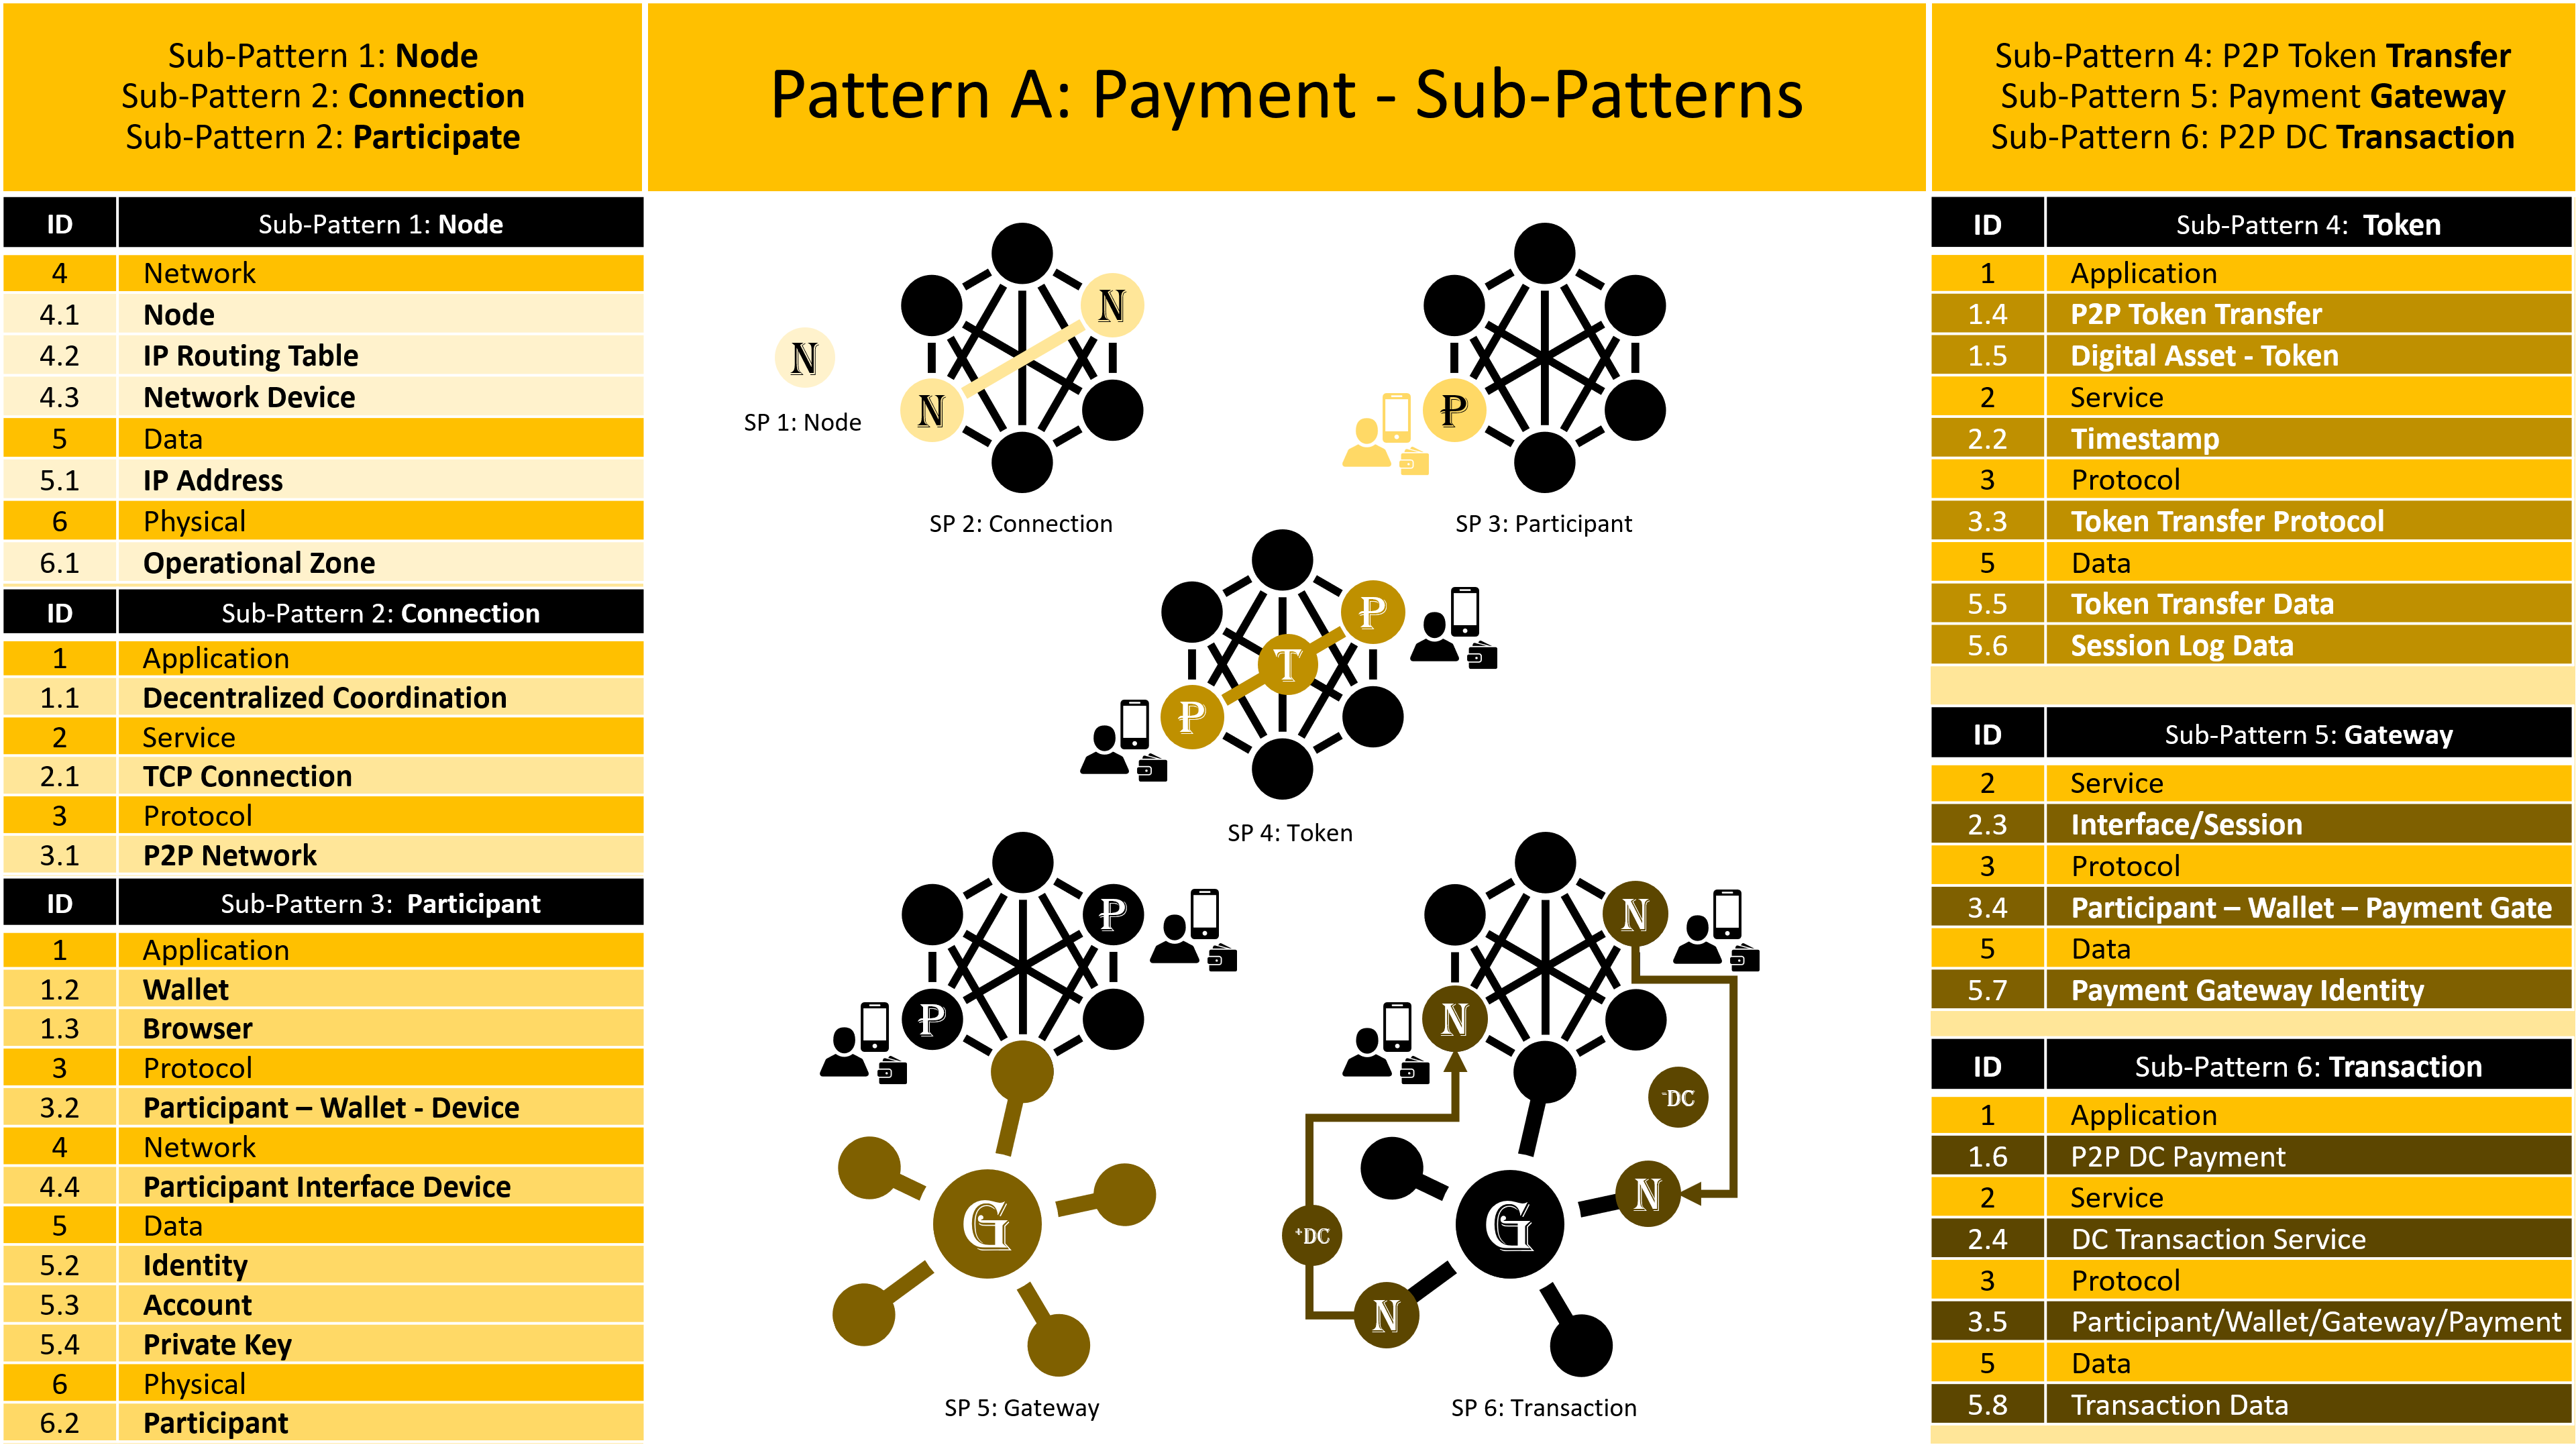 Sub-Pattern 1: Node
Sub-Pattern 2: Connection
Sub-Pattern 2: Participate
Pattern A: Payment - Sub-Patterns
Sub-Pattern 4: P2P Token Transfer
Sub-Pattern 5: Payment Gateway
Sub-Pattern 6: P2P DC Transaction
ID Sub-Pattern 1: Node
4 Network
4.1 Node
4.2 IP Routing Table
4.3 Network Device
5 Data
5.1 IP Address
6 Physical
6.1 Operational Zone
ID Sub-Pattern 2: Connection
1 Application
1.1 Decentralized Coordination
2 Service
2.1 TCP Connection
3 Protocol
3.1 P2P Network
ID Sub-Pattern 3: Participant
1 Application
1.2 Wallet
1.3 Browser
3 Protocol
3.2 Participant – Wallet - Device
4 Network
4.4 Participant Interface Device
5 Data
5.2 Identity
5.3 Account
5.4 Private Key
6 Physical
6.2 Participant
N
SP 1: Node
N
N
SP 2: Connection
P
SP 3: Participant
P
T
P
SP 4: Token
P
P
G
SP 5: Gateway
N
N
-DC
N
G
+DC
N
SP 6: Transaction
ID Sub-Pattern 4: Token
1 Application
1.4 P2P Token Transfer
1.5 Digital Asset - Token
2 Service
2.2 Timestamp
3 Protocol
3.3 Token Transfer Protocol
5 Data
5.5 Token Transfer Data
5.6 Session Log Data
ID Sub-Pattern 5: Gateway
2 Service
2.3 Interface/Session
3 Protocol
3.4 Participant – Wallet – Payment Gate
5 Data
5.7 Payment Gateway Identity
ID Sub-Pattern 6: Transaction
1 Application
1.6 P2P DC Payment
2 Service
2.4 DC Transaction Service
3 Protocol
3.5 Participant/Wallet/Gateway/Payment
5 Data
5.8 Transaction Data